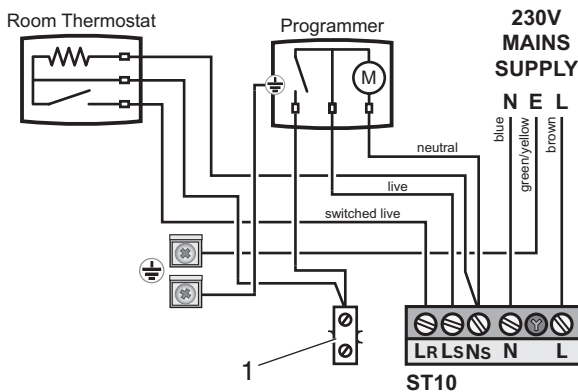 Room Thermostat
Programmer
230V
MAINS
SUPPLY
N E L
M
blue
green/yellow
brown
neutral
live
switched live
1
Y
LR LS NS N L
ST10